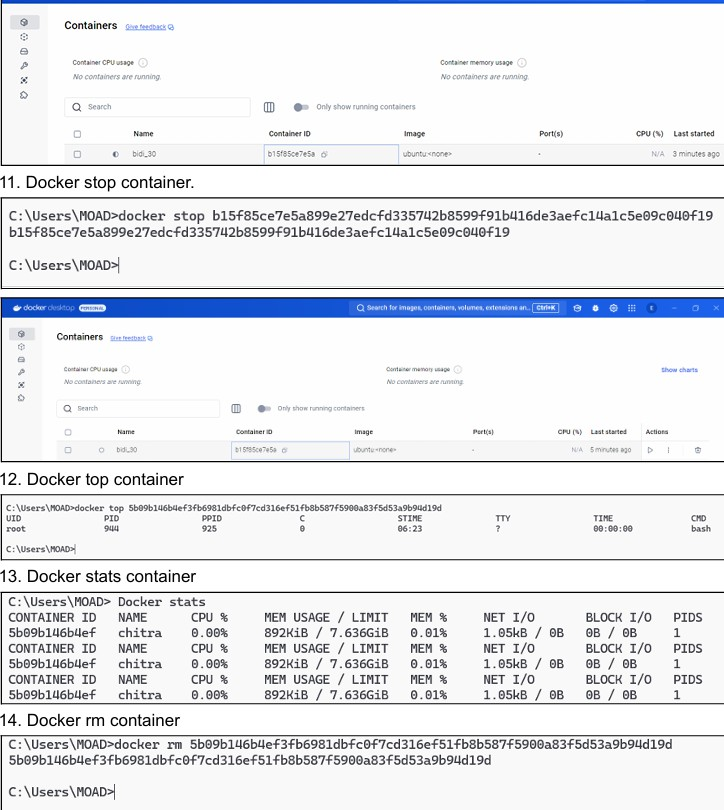 Containers Give feedback
Container CPU usage
Container memory usage
No containers are running.
No containers are running.
Search
Only show running containers
Name Container ID Image Port(s) CPU (%) Last started
bidi_30 b15f85ce7e5a ubuntu:<none> - N/A 3 minutes ago
11. Docker stop container.
C:\Users\MOAD>docker stop b15f85ce7e5a899e27edcfd335742b8599f91b416de3aefc14a1c5e09c040f19
b15f85ce7e5a899e27edcfd335742b8599f91b416de3aefc14a1c5e09c040f19
C:\Users\MOAD>
docker desktop PERSONAL Search for images, containers, volumes, extensions an... Ctrl+K E
Containers Give feedback
Container CPU usage
Container memory usage
No containers are running.
No containers are running.
Show charts
Search
Only show running containers
Name Container ID Image Port(s) CPU (%) Last started Actions
bidi_30 b15f85ce7e5a ubuntu:<none> - N/A 5 minutes ago
12. Docker top container
C:\Users\MOAD>docker top 5b09b146b4ef3fb6981dbfc0f7cd316ef51fb8b587f5900a83f5d53a9b94d19d
UID PID PPID C STIME TTY TIME CMD
root 944 925 0 06:23 ? 00:00:00 bash
C:\Users\MOAD>
13. Docker stats container
C:\Users\MOAD> Docker stats
CONTAINER ID NAME CPU % MEM USAGE / LIMIT MEM % NET I/O BLOCK I/O PIDS
5b09b146b4ef chitra 0.00% 892KiB / 7.636GiB 0.01% 1.05kB / 0B 0B / 0B 1
CONTAINER ID NAME CPU % MEM USAGE / LIMIT MEM % NET I/O BLOCK I/O PIDS
5b09b146b4ef chitra 0.00% 892KiB / 7.636GiB 0.01% 1.05kB / 0B 0B / 0B 1
CONTAINER ID NAME CPU % MEM USAGE / LIMIT MEM % NET I/O BLOCK I/O PIDS
5b09b146b4ef chitra 0.00% 892KiB / 7.636GiB 0.01% 1.05kB / 0B 0B / 0B 1
14. Docker rm container
C:\Users\MOAD>docker rm 5b09b146b4ef3fb6981dbfc0f7cd316ef51fb8b587f5900a83f5d53a9b94d19d
5b09b146b4ef3fb6981dbfc0f7cd316ef51fb8b587f5900a83f5d53a9b94d19d
C:\Users\MOAD>